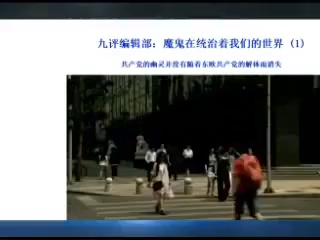 九评编辑部：魔鬼在统治着我们的世界 (1)
共产党的幽灵并没有随着东欧共产党的解体而消失